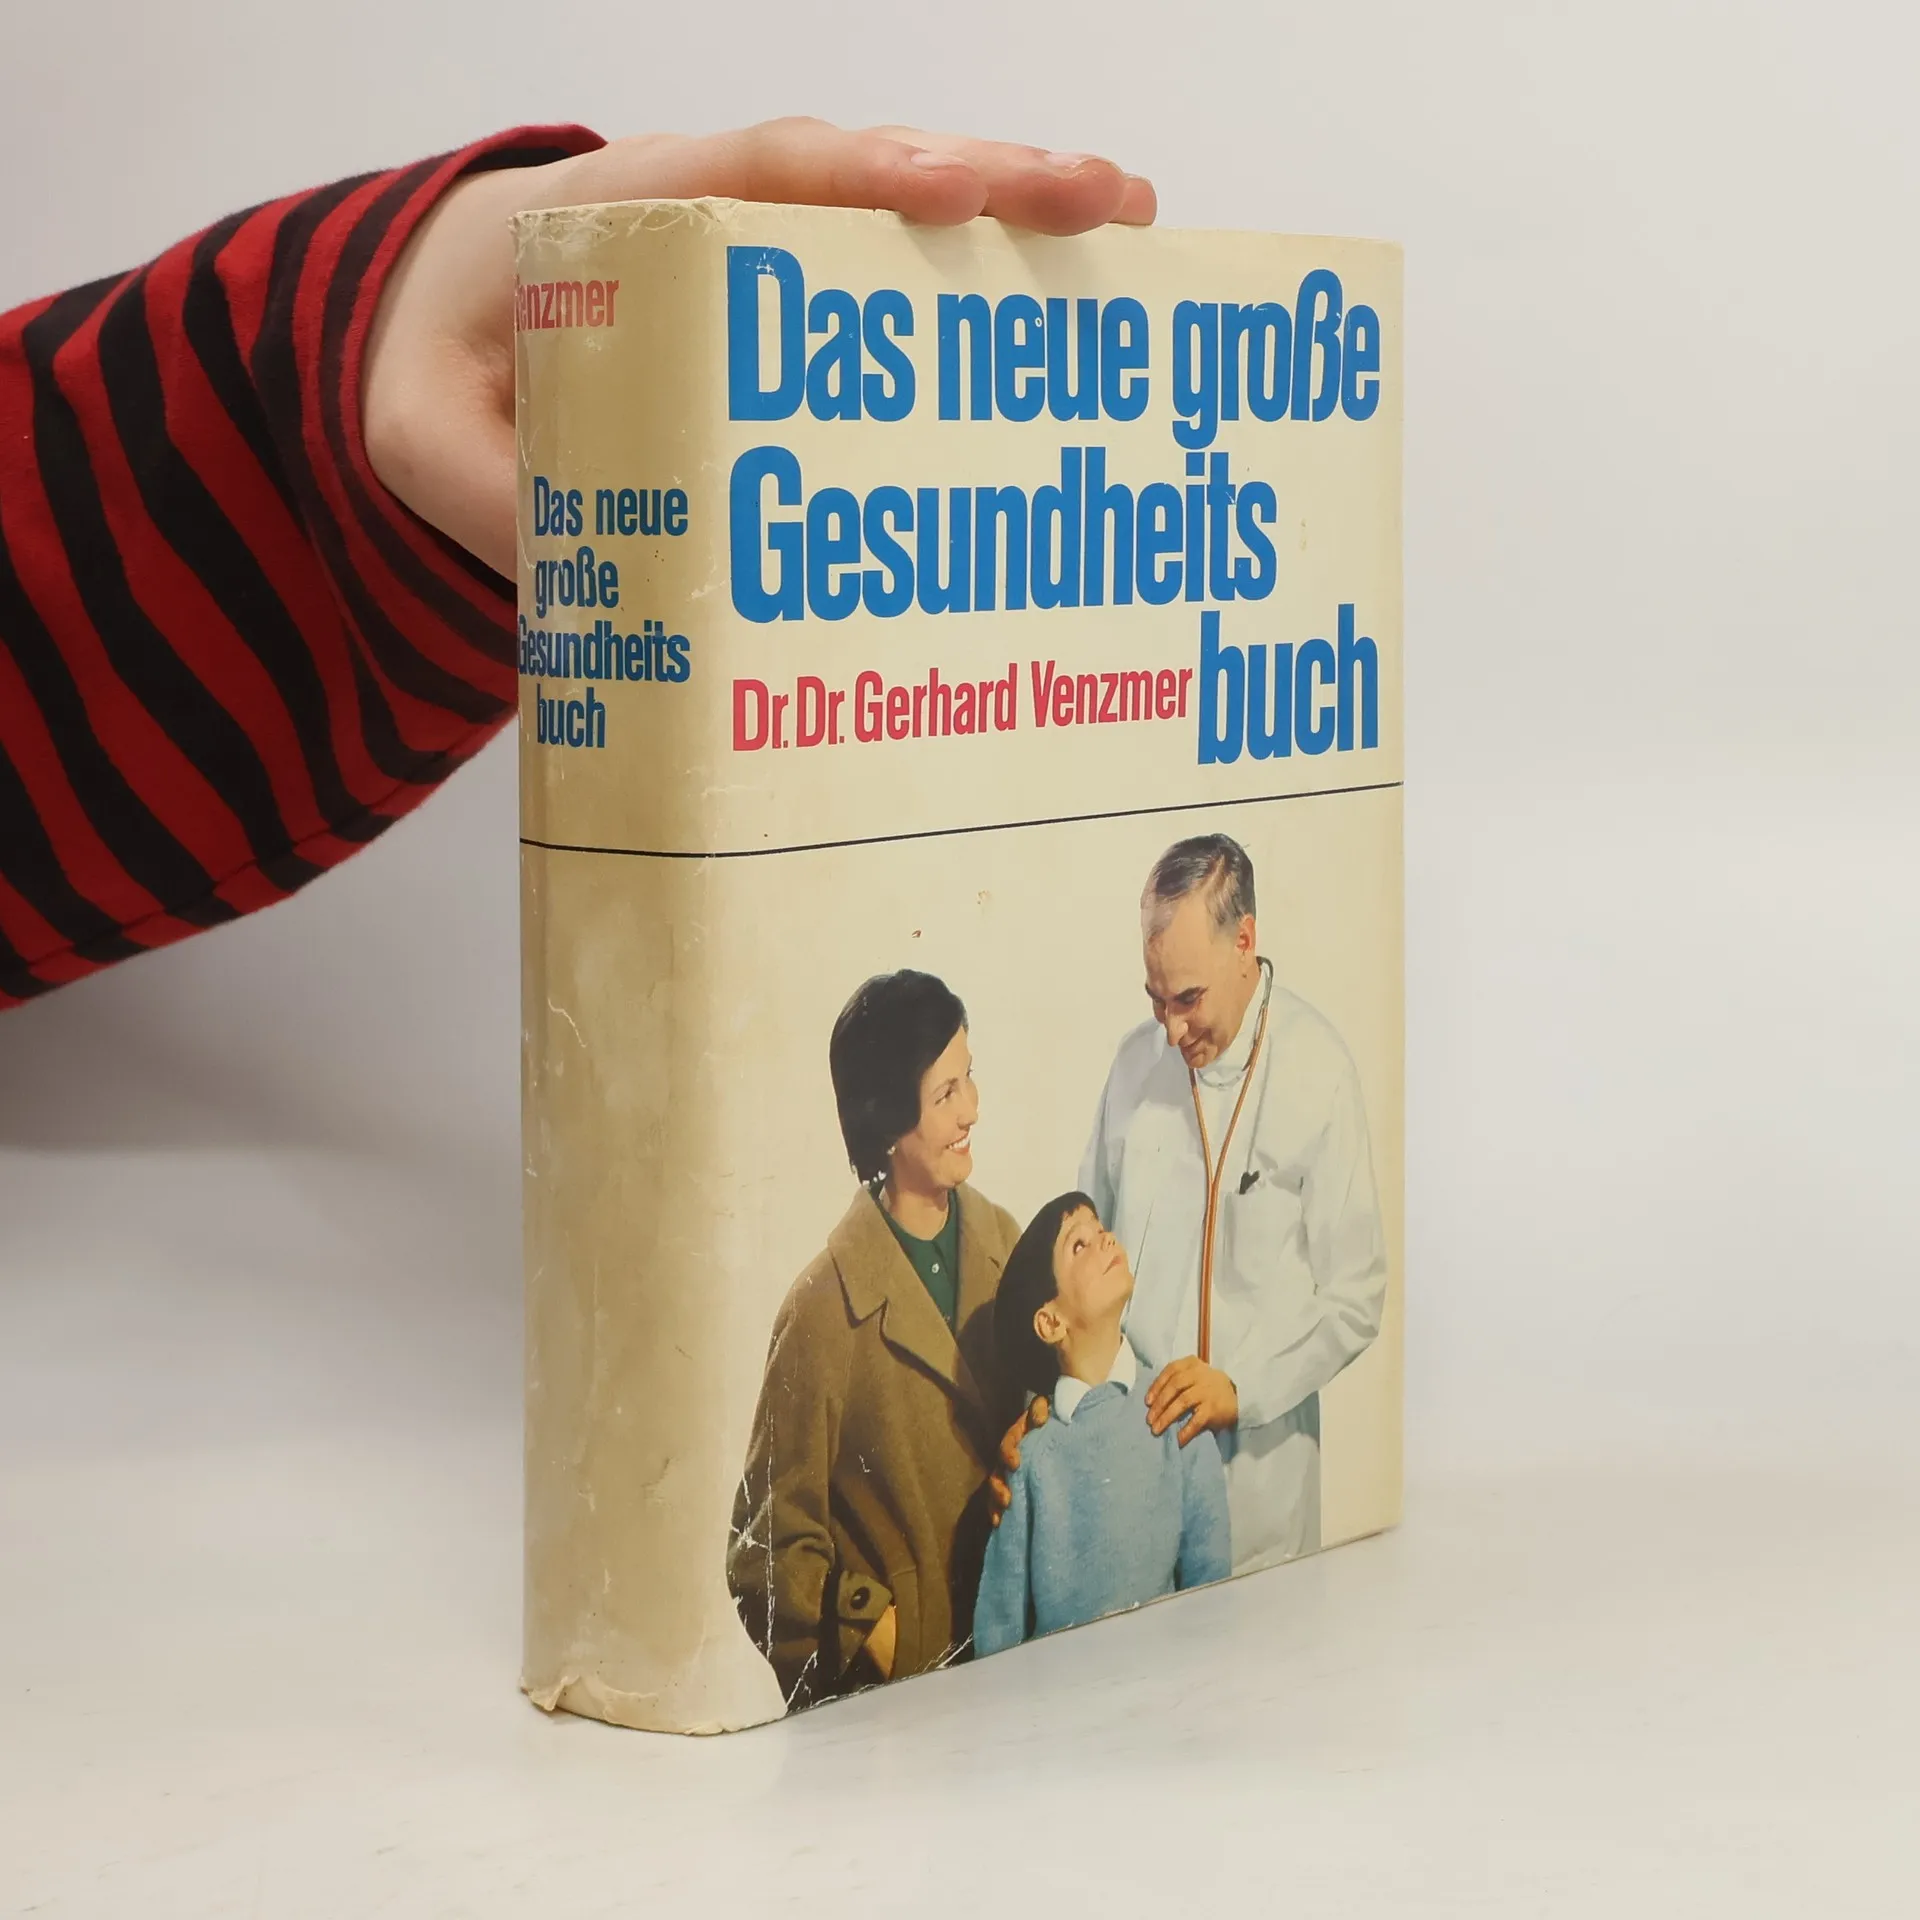 Venzmer
Das neue
große
Gesundheits
buch
Das neue große
Gesundheits
Dr. Dr. Gerhard Venzmer buch